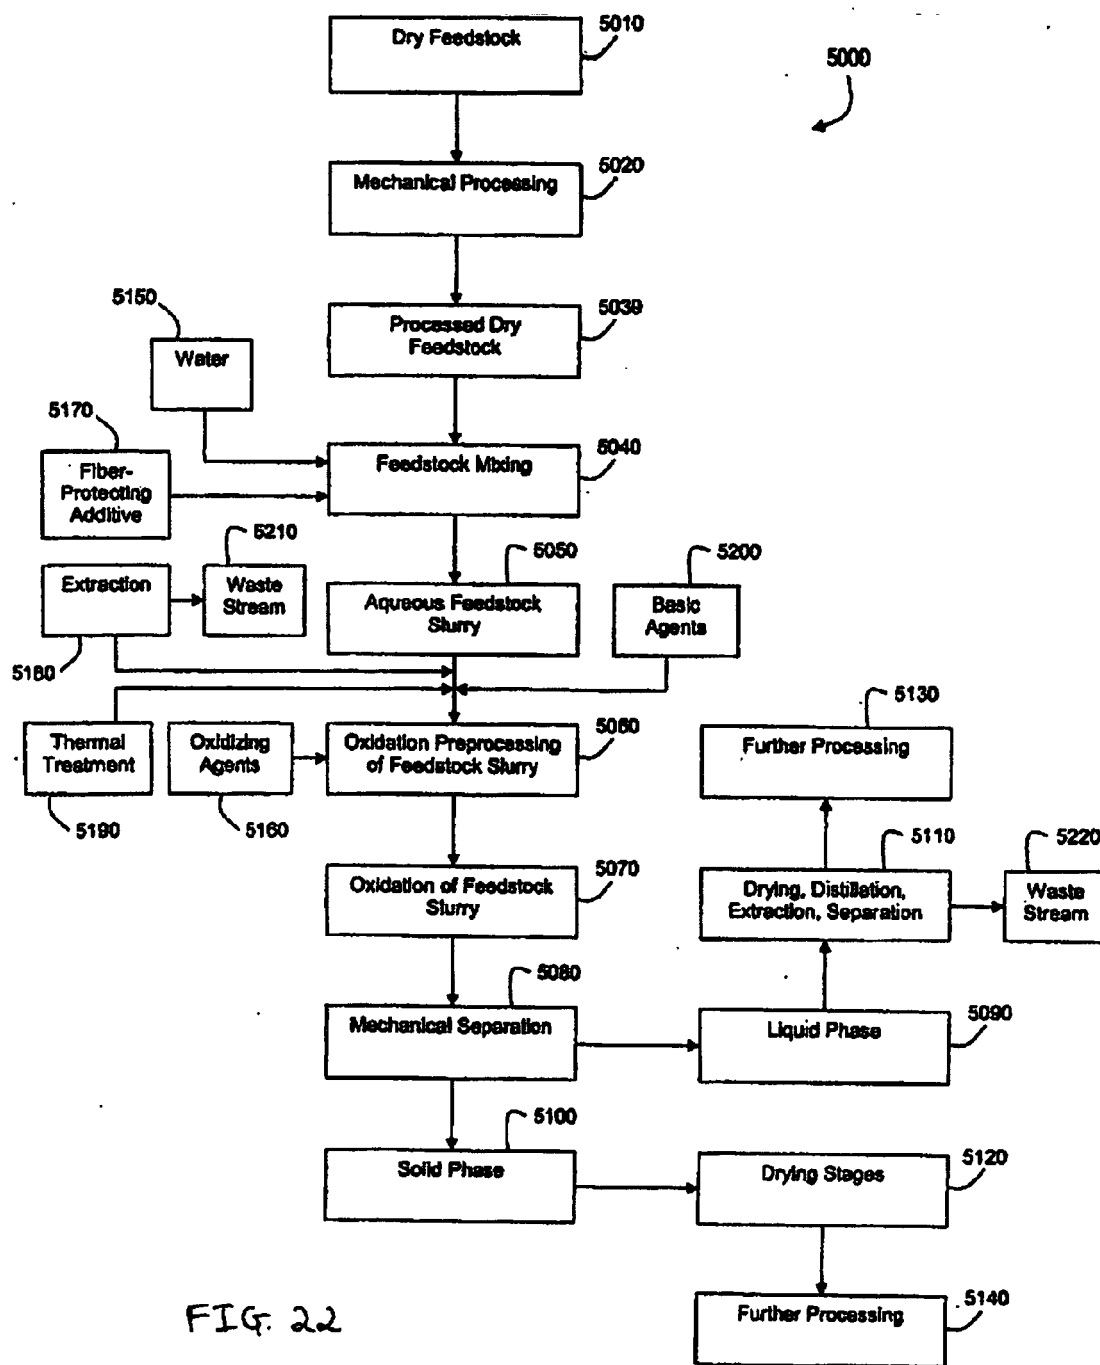 Dry Feedstock
5010
5000
Mechanical Processing
5020
Processed Dry
Feedstock
5030
5150
Water
5170
Fiber-
Protecting
Additive
Feedstock Mixing
5040
Extraction
5180
5210
Waste
Stream
5050
Aqueous Feedstock
Slurry
5200
Basic
Agents
Thermal
Treatment
5190
Oxidizing
Agents
5160
Oxidation Preprocessing
of Feedstock Slurry
5060
5130
Further Processing
Oxidation of Feedstock
Slurry
5070
5110
Drying, Distillation,
Extraction, Separation
5220
Waste
Stream
5080
Mechanical Separation
Liquid Phase
5090
5100
Solid Phase
Drying Stages
5120
Further Processing
5140
FIG. 22